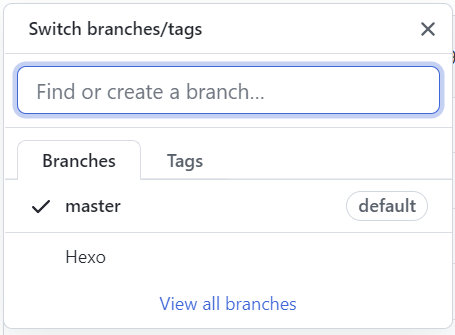 Switch branches/tags
Find or create a branch...
Branches Tags
master default
Hexo
View all branches